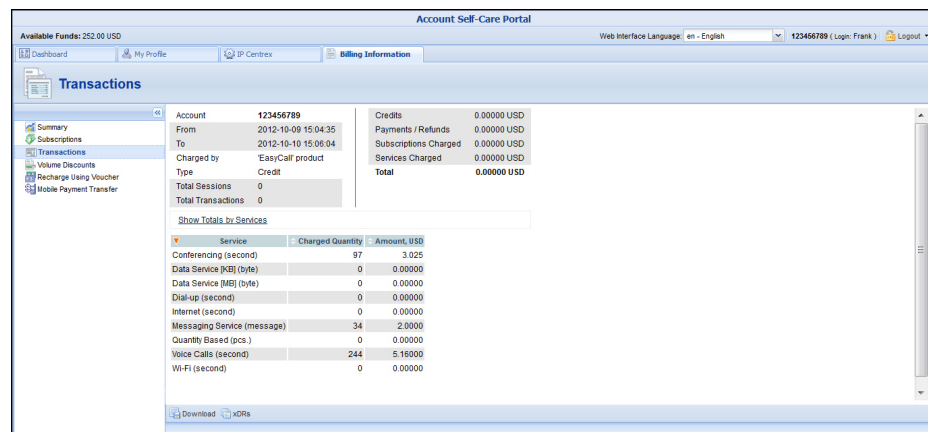 Account Self-Care Portal
Available Funds: 252.00 USD
Web Interface Language: en - English
123456789 ( Login: Frank ) Logout
Dashboard
My Profile
IP Centrex
Billing Information
Transactions
Summary
Subscriptions
Transactions
Volume Discounts
Recharge Using Voucher
Mobile Payment Transfer
Account 123456789
From 2012-10-09 15:04:35
To 2012-10-10 15:06:04
Charged by 'EasyCall' product
Type Credit
Total Sessions 0
Total Transactions 0
Credits 0.00000 USD
Payments / Refunds 0.00000 USD
Subscriptions Charged 0.00000 USD
Services Charged 0.00000 USD
Total 0.00000 USD
Show Totals by Services
Service Charged Quantity Amount, USD
Conferencing (second) 97 3.025
Data Service [KB] (byte) 0 0.00000
Data Service [MB] (byte) 0 0.00000
Dial-up (second) 0 0.00000
Internet (second) 0 0.00000
Messaging Service (message) 34 2.0000
Quantity Based (pcs.) 0 0.00000
Voice Calls (second) 244 5.16000
Wi-Fi (second) 0 0.00000
Download xDRs